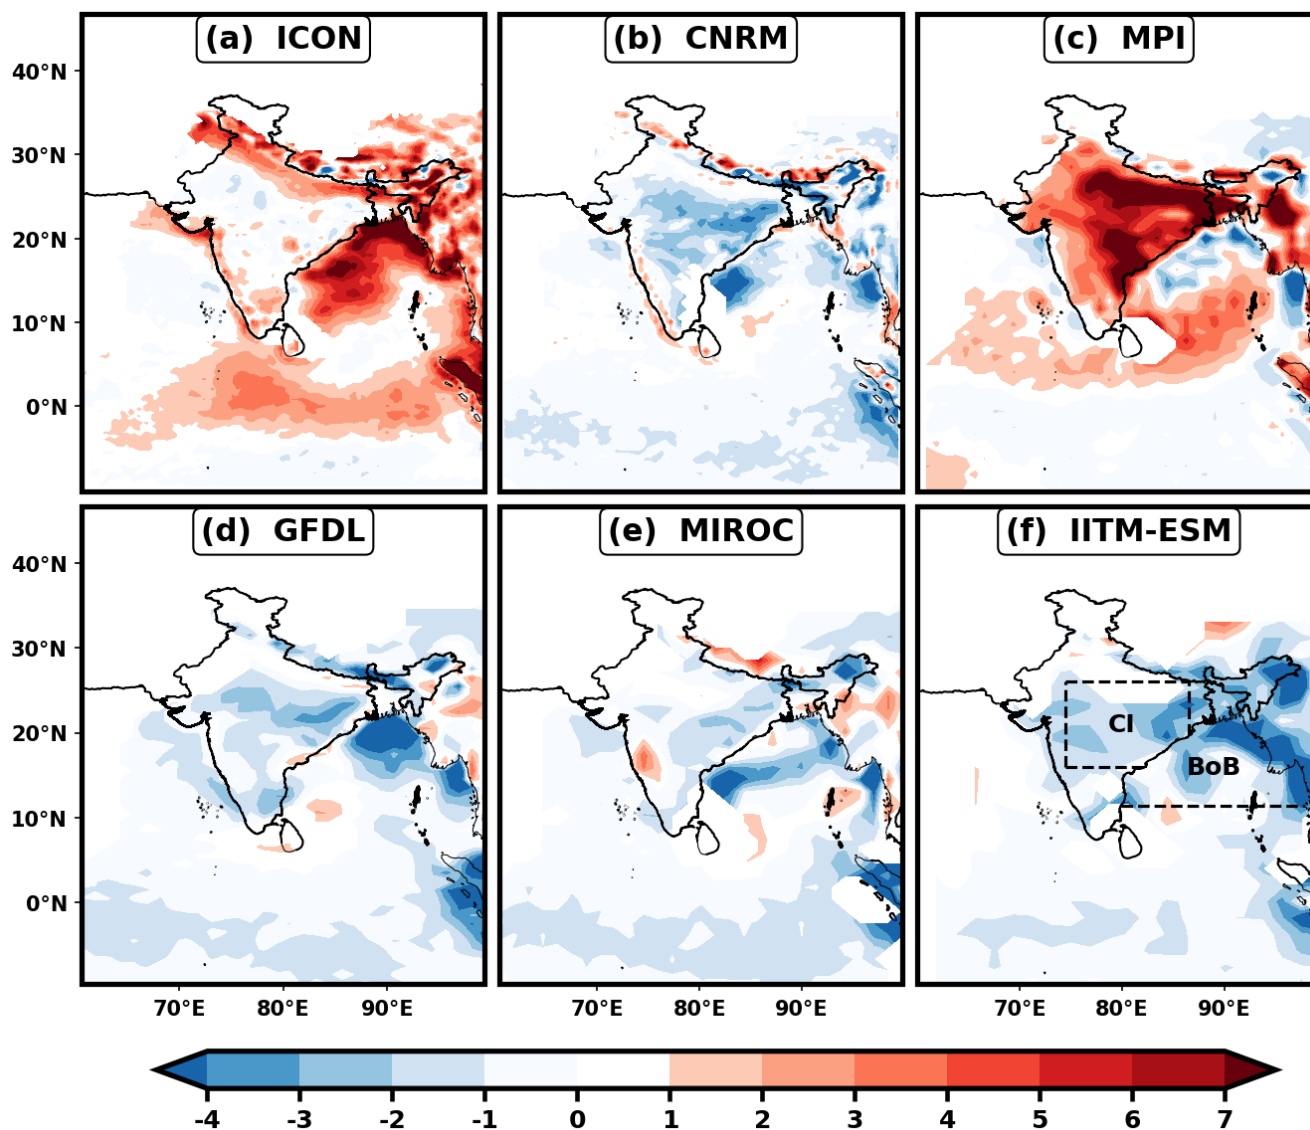 (a) ICON
(b) CNRM
(c) MPI
40°N
30°N
20°N
10°N
0°N
(d) GFDL
(e) MIROC
(f) IITM-ESM
40°N
30°N
20°N
10°N
0°N
CI
BoB
70°E 80°E 90°E
70°E 80°E 90°E
70°E 80°E 90°E
-4 -3 -2 -1 0 1 2 3 4 5 6 7